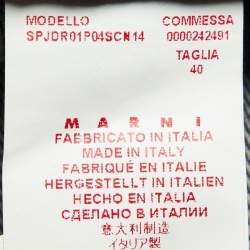 MODELLO COMMESSA
SPJDR01P04SCN14 0000242491
TAGLIA
40
MARNI
FABBRICATO IN ITALIA
MADE IN ITALY
FABRIQUÉ EN ITALIE
HERGESTELLT IN ITALIEN
HECHO EN ITALIA
СДЕЛАНО В ИТАЛИИ
意大利制造
イタリア製